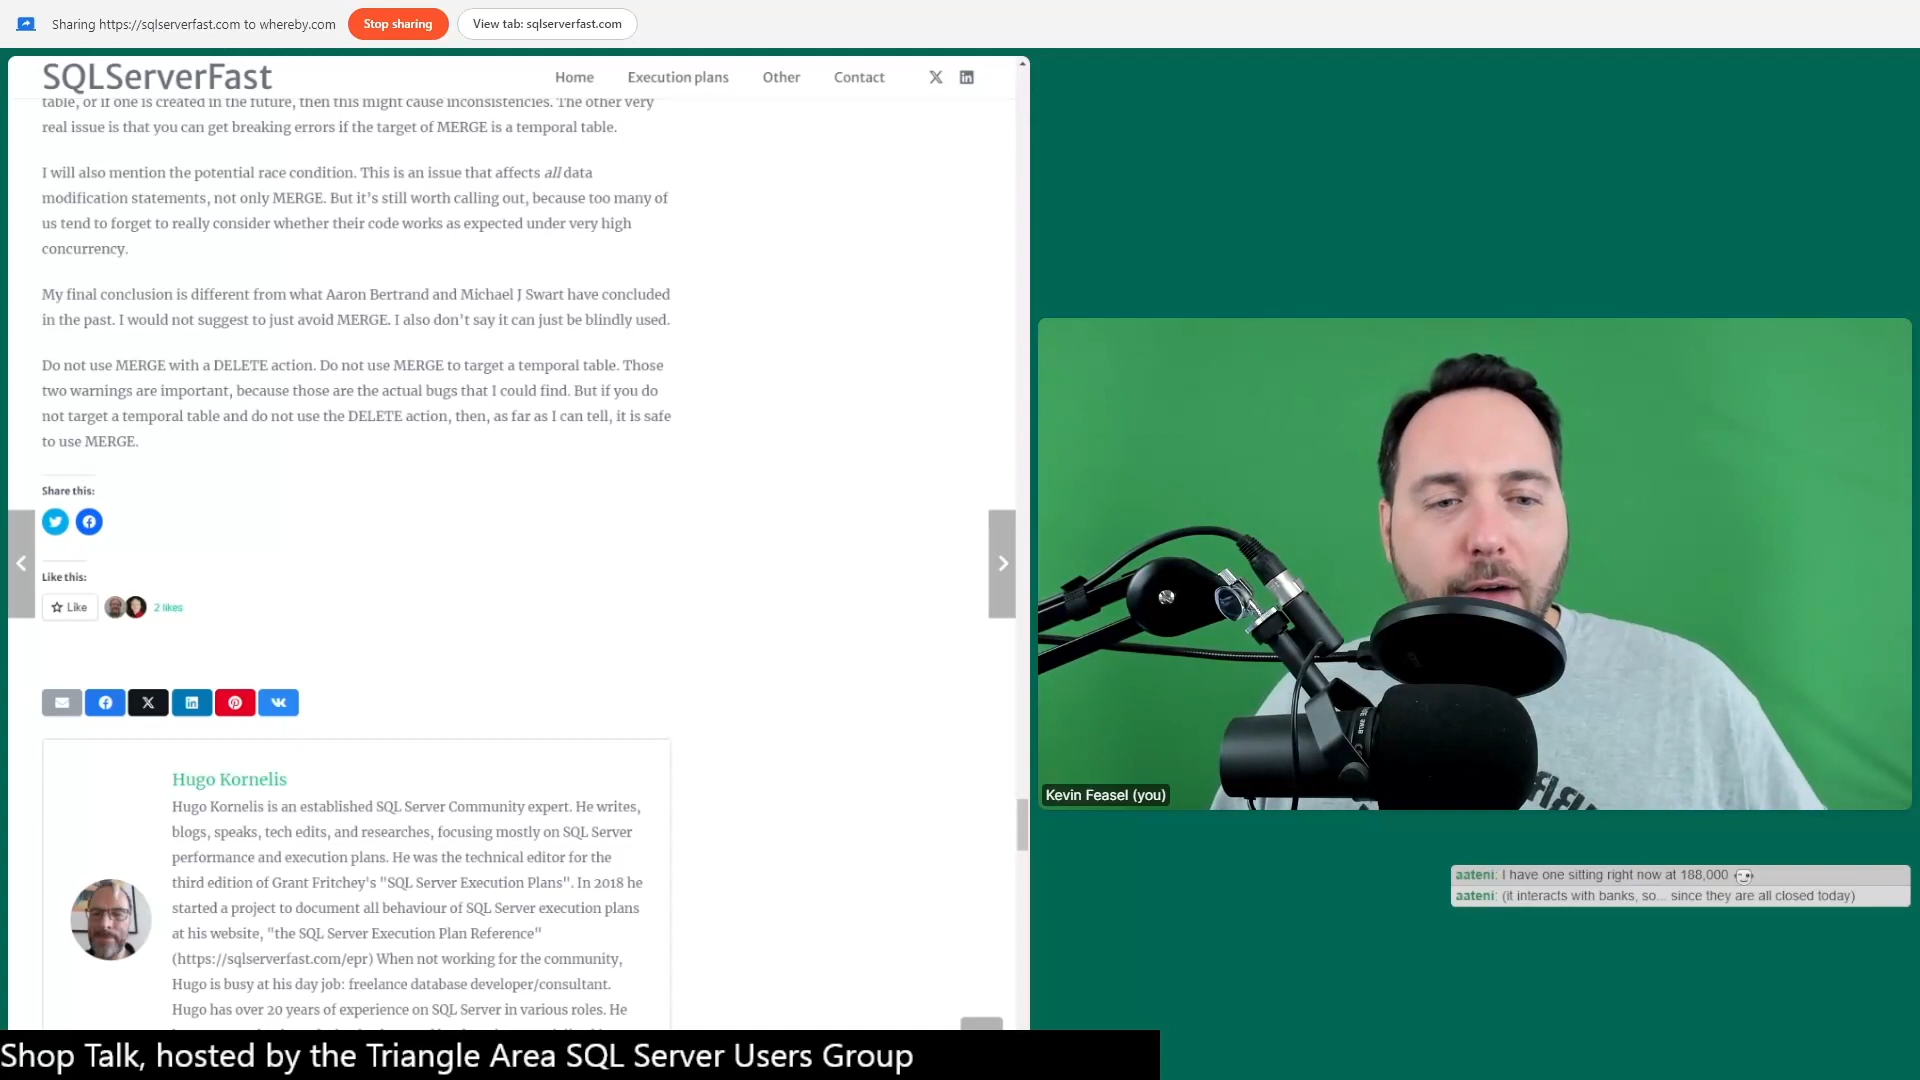 Sharing https://sqlserverfast.com to whereby.com
Stop sharing
View tab: sqlserverfast.com
SQLServerFast
Home
Execution plans
Other
Contact
table, or if one is created in the future, then this might cause inconsistencies. The other very
real issue is that you can get breaking errors if the target of MERGE is a temporal table.
I will also mention the potential race condition. This is an issue that affects all data
modification statements, not only MERGE. But it's still worth calling out, because too many of
us tend to forget to really consider whether their code works as expected under very high
concurrency.
My final conclusion is different from what Aaron Bertrand and Michael J Swart have concluded
in the past. I would not suggest to just avoid MERGE. I also don't say it can just be blindly used.
Do not use MERGE with a DELETE action. Do not use MERGE to target a temporal table. Those
two warnings are important, because those are the actual bugs that I could find. But if you do
not target a temporal table and do not use the DELETE action, then, as far as I can tell, it is safe
to use MERGE.
Share this:
Like this:
Like
2 likes
Hugo Kornelis
Hugo Kornelis is an established SQL Server Community expert. He writes,
blogs, speaks, tech edits, and researches, focusing mostly on SQL Server
performance and execution plans. He was the technical editor for the
third edition of Grant Fritchey's "SQL Server Execution Plans". In 2018 he
started a project to document all behaviour of SQL Server execution plans
at his website, "the SQL Server Execution Plan Reference"
(https://sqlserverfast.com/epr) When not working for the community,
Hugo is busy at his day job: freelance database developer/consultant.
Hugo has over 20 years of experience on SQL Server in various roles. He
Kevin Feasel (you)
aateni: I have one sitting right now at 188,000
aateni: (it interacts with banks, so... since they are all closed today)
Shop Talk, hosted by the Triangle Area SQL Server Users Group